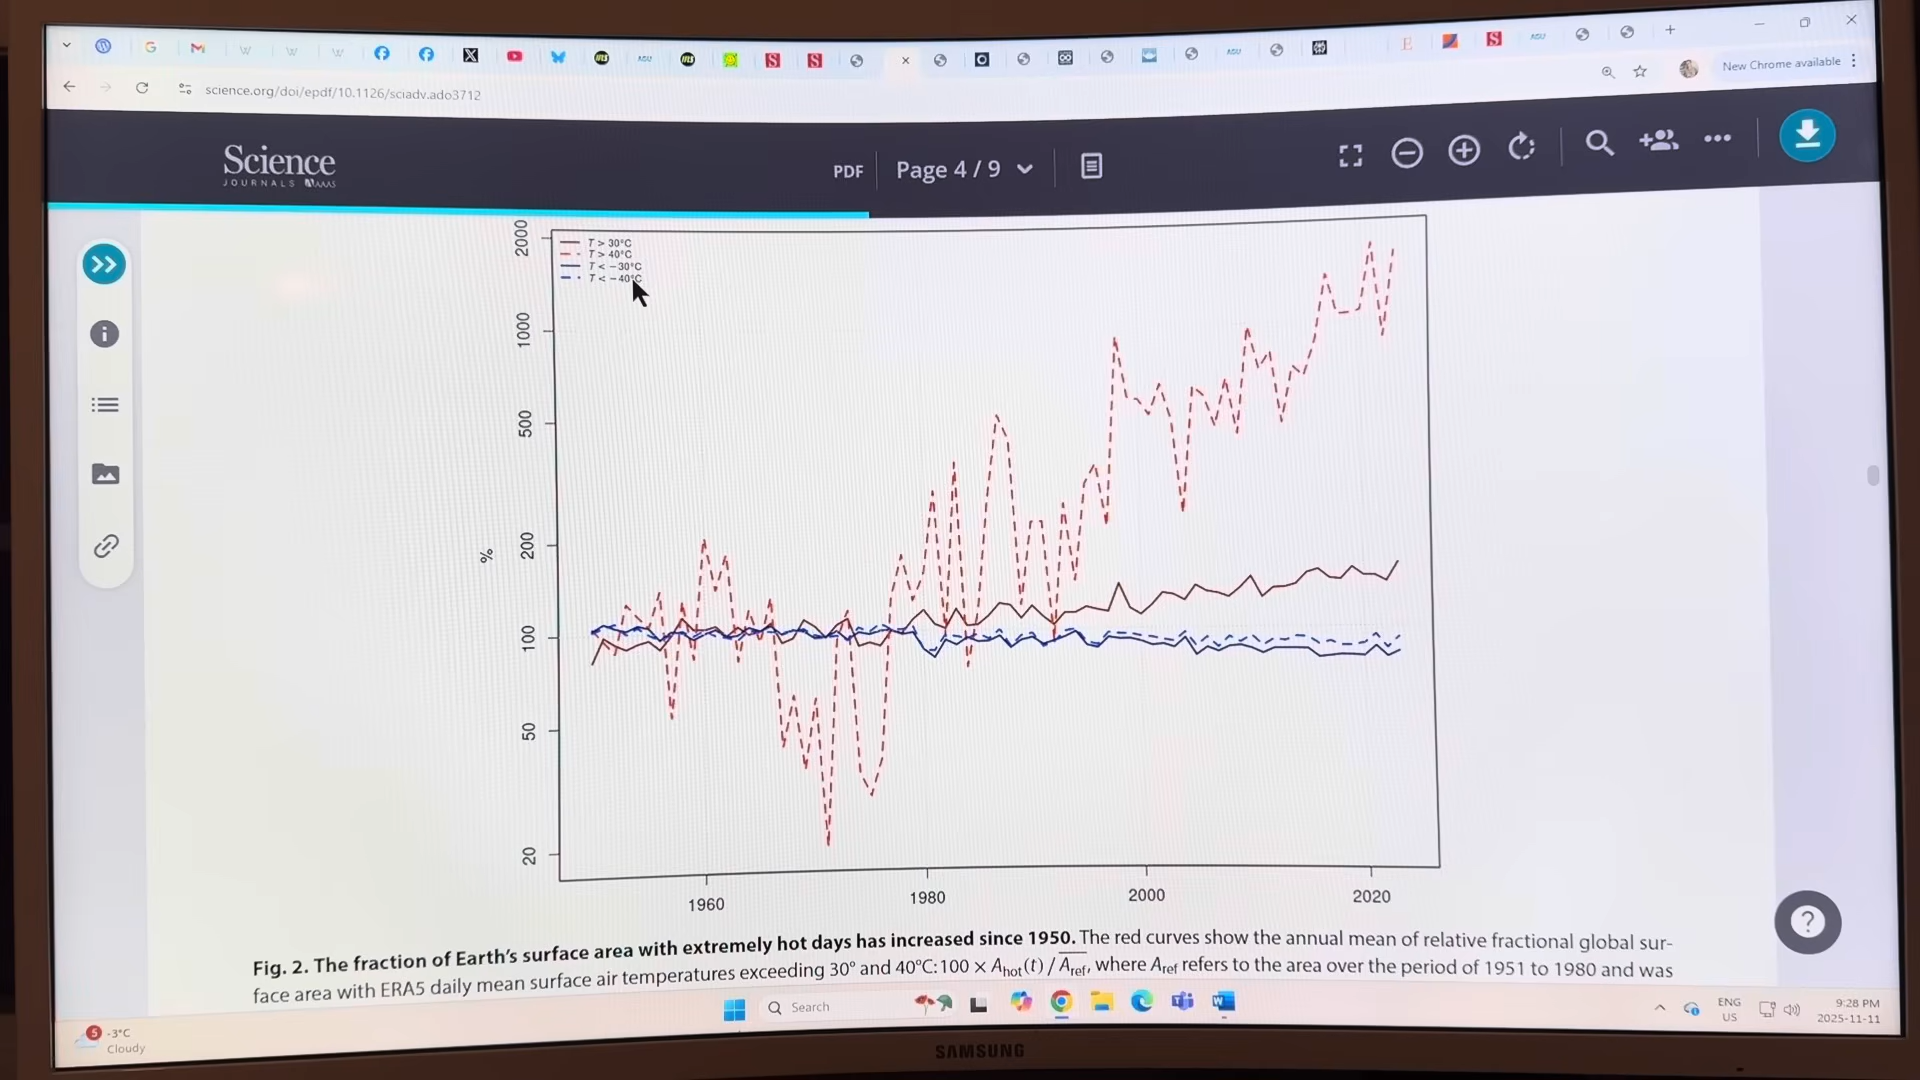 science.org/doi/epdf/10.1126/sciadv.ado3712
New Chrome available
Science
JOURNALS AAAS
PDF
Page 4 / 9
T > 30°C
T > 40°C
T < −30°C
T < −40°C
2000
1000
500
200
100
50
20
%
1960
1980
2000
2020
Fig. 2. The fraction of Earth's surface area with extremely hot days has increased since 1950. The red curves show the annual mean of relative fractional global sur-
face area with ERA5 daily mean surface air temperatures exceeding 30° and 40°C: 100 × Ahot(t) / Aref, where Aref refers to the area over the period of 1951 to 1980 and was
5
-3°C
Cloudy
Search
ENG
US
9:28 PM
2025-11-11
SAMSUNG